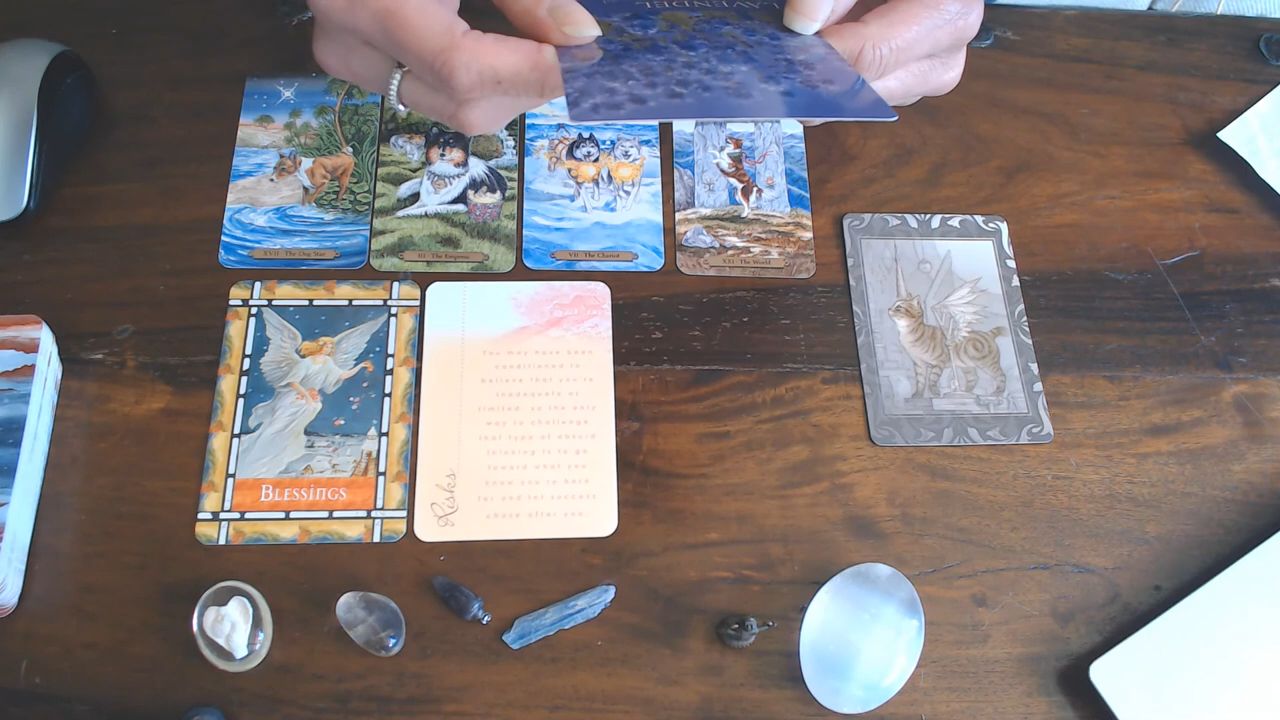 LAVENDEL
XVII · The Dog Star
III · The Empress
VII · The Chariot
XXI · The World
BLESSINGS
Risks
You may have been
conditioned to
believe that you're
inadequate or
limited, so the only
way to challenge
that type of absurd
thinking is to go
toward what you
know you're here
for and let success
chase after you.